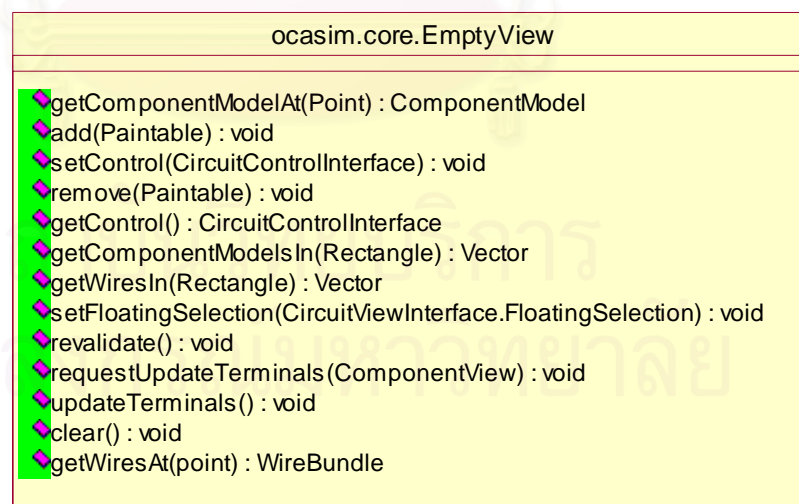 ocasim.core.EmptyView
getComponentModelAt(Point) : ComponentModel
add(Paintable) : void
setControl(CircuitControlInterface) : void
remove(Paintable) : void
getControl() : CircuitControlInterface
getComponentModelsIn(Rectangle) : Vector
getWiresIn(Rectangle) : Vector
setFloatingSelection(CircuitViewInterface.FloatingSelection) : void
revalidate() : void
requestUpdateTerminals(ComponentView) : void
updateTerminals() : void
clear() : void
getWiresAt(point) : WireBundle